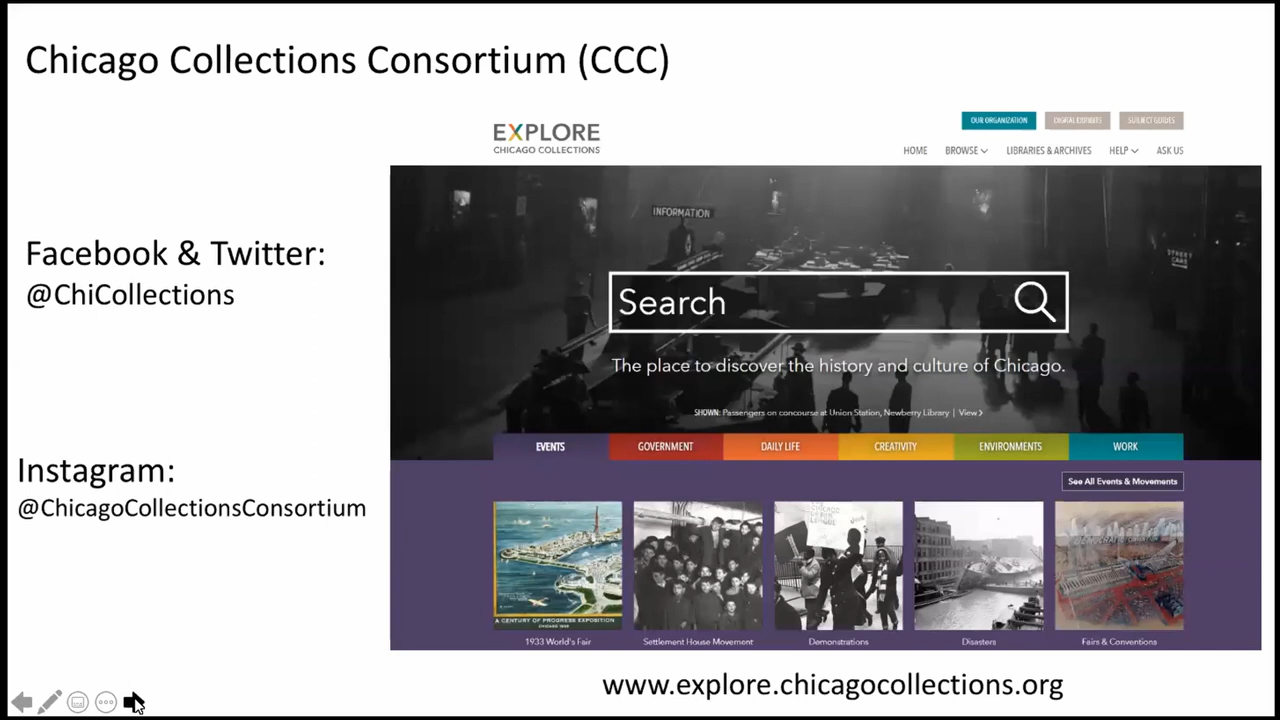 Chicago Collections Consortium (CCC)
EXPLORE
CHICAGO COLLECTIONS
OUR ORGANIZATION
DIGITAL EXHIBITS
SUBJECT GUIDES
HOME
BROWSE
LIBRARIES & ARCHIVES
HELP
ASK US
INFORMATION
STREET
CARS
Facebook & Twitter:
@ChiCollections
Search
The place to discover the history and culture of Chicago.
SHOWN: Passengers on concourse at Union Station, Newberry Library | View >
EVENTS
GOVERNMENT
DAILY LIFE
CREATIVITY
ENVIRONMENTS
WORK
Instagram:
@ChicagoCollectionsConsortium
See All Events & Movements
A CENTURY OF PROGRESS EXPOSITION
1933 World's Fair
Settlement House Movement
Demonstrations
Disasters
Fairs & Conventions
www.explore.chicagocollections.org